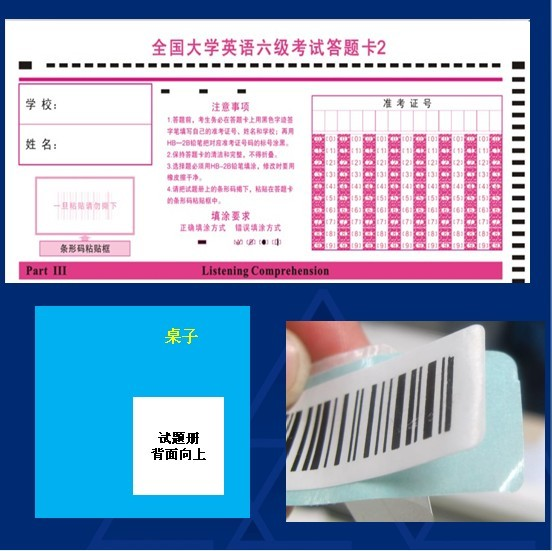 全国大学英语六级考试答题卡2
学 校：
姓 名：
一旦粘贴请勿撕下
条形码粘贴框
注意事项
1.答题前，考生务必在答题卡上用黑色字迹签
字笔填写自己的准考证号、姓名和学校；再用
HB—2B铅笔把对应准考证号码的标号涂黑。
2.保持答题卡的清洁和完整，不得折叠。
3.选择题必须用HB-2B铅笔填涂，修改时要用
橡皮擦干净。
4.请把试题册上的条形码揭下，粘贴在答题卡
的条形码粘贴框中。
填涂要求
正确填涂方式 错误填涂方式
准 考 证 号
Part III Listening Comprehension
桌子
试题册
背面向上